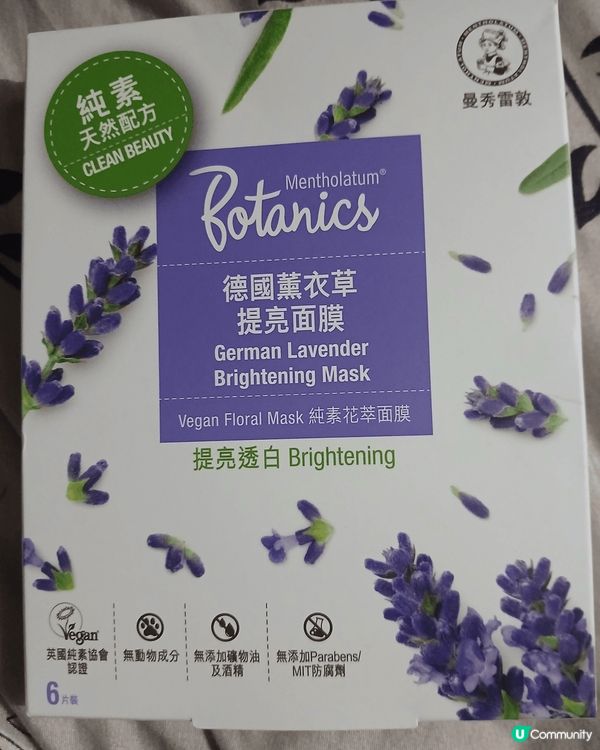 純素
天然配方
CLEAN BEAUTY
曼秀雷敦
Mentholatum®
Botanics
德國薰衣草
提亮面膜
German Lavender
Brightening Mask
Vegan Floral Mask 純素花萃面膜
提亮透白 Brightening
Vegan
英國純素協會
認證
無動物成分
無添加礦物油
及酒精
無添加Parabens/
MIT防腐劑
6片裝
U Community